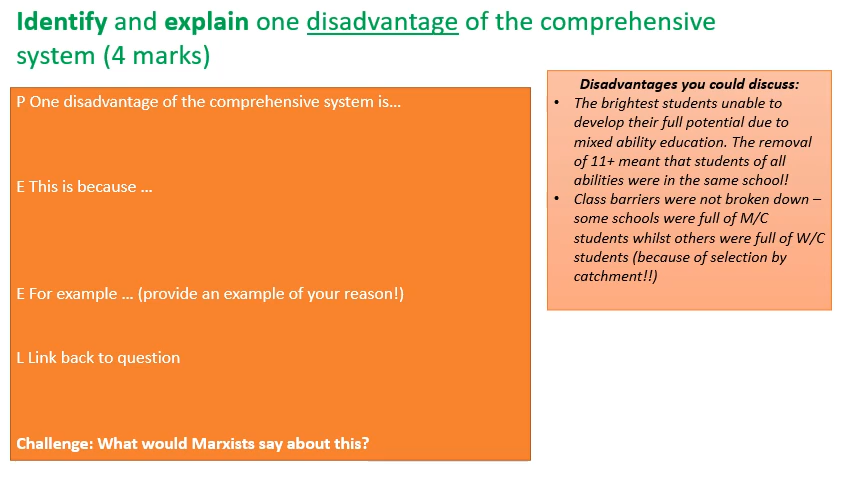 Identify and explain one disadvantage of the comprehensive
system (4 marks)
P One disadvantage of the comprehensive system is…
E This is because …
E For example … (provide an example of your reason!)
L Link back to question
Challenge: What would Marxists say about this?
Disadvantages you could discuss:
• The brightest students unable to
develop their full potential due to
mixed ability education. The removal
of 11+ meant that students of all
abilities were in the same school!
• Class barriers were not broken down –
some schools were full of M/C
students whilst others were full of W/C
students (because of selection by
catchment!!)